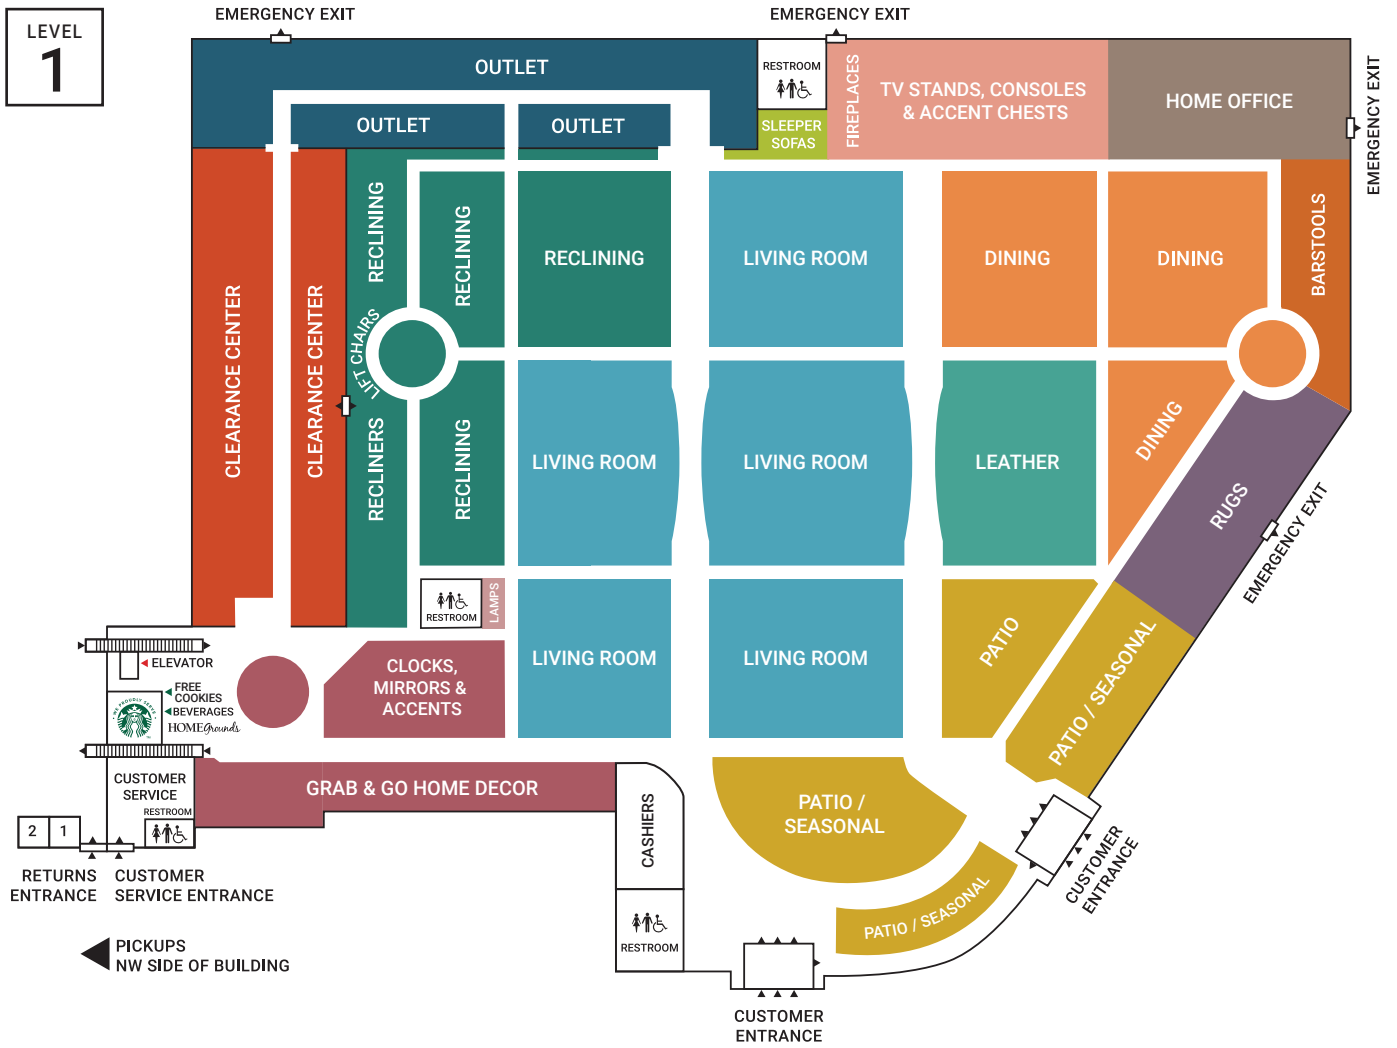 LEVEL
1
EMERGENCY EXIT
EMERGENCY EXIT
EMERGENCY EXIT
OUTLET
RESTROOM
FIREPLACES
TV STANDS, CONSOLES
& ACCENT CHESTS
HOME OFFICE
OUTLET
OUTLET
SLEEPER
SOFAS
RECLINING
RECLINING
RECLINING
LIVING ROOM
DINING
DINING
BARSTOOLS
CLEARANCE CENTER
CLEARANCE CENTER
LIFT CHAIRS
RECLINERS
RECLINING
LIVING ROOM
LIVING ROOM
LEATHER
DINING
RUGS
EMERGENCY EXIT
RESTROOM
LAMPS
LIVING ROOM
LIVING ROOM
PATIO
PATIO / SEASONAL
CLOCKS,
MIRRORS &
ACCENTS
ELEVATOR
FREE
COOKIES
BEVERAGES
HOMEGrounds
WE PROUDLY SERVE
CUSTOMER
SERVICE
RESTROOM
GRAB & GO HOME DECOR
CASHIERS
RESTROOM
PATIO /
SEASONAL
PATIO / SEASONAL
CUSTOMER
ENTRANCE
2 1
RETURNS
ENTRANCE
CUSTOMER
SERVICE ENTRANCE
PICKUPS
NW SIDE OF BUILDING
CUSTOMER
ENTRANCE